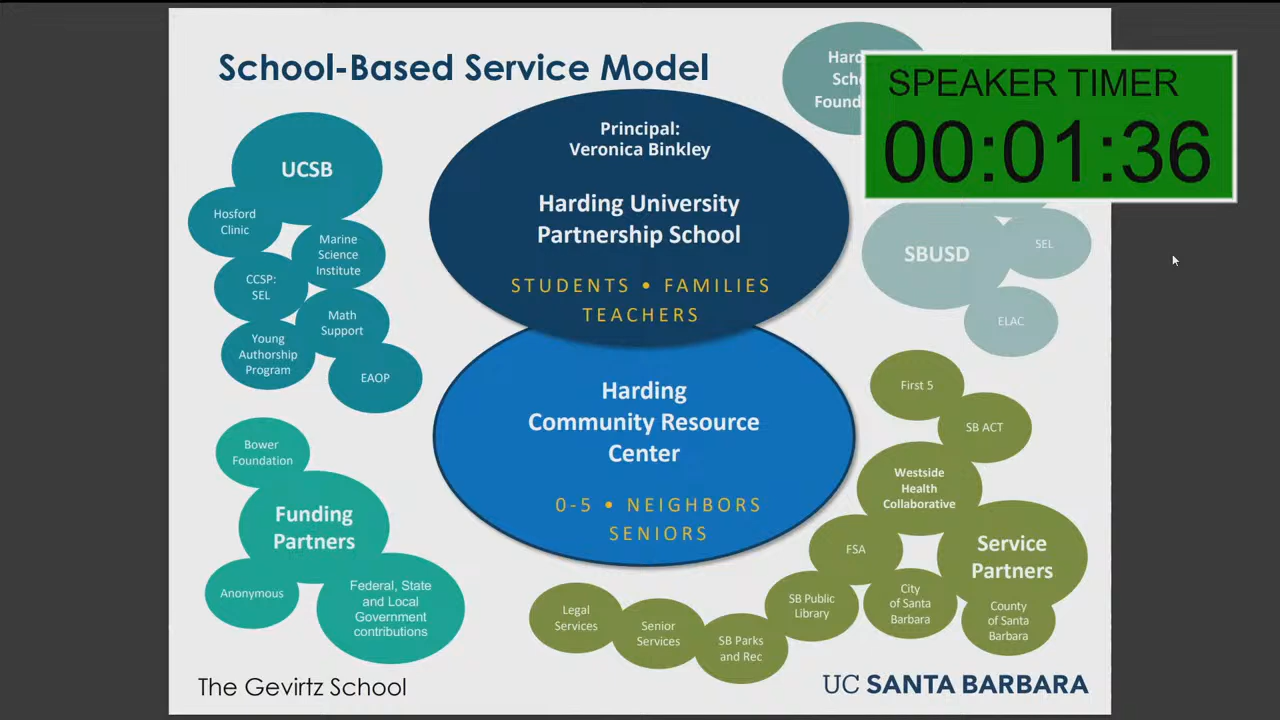 School-Based Service Model
SPEAKER TIMER
00:01:36
Principal:
Veronica Binkley
Harding University
Partnership School
STUDENTS • FAMILIES
TEACHERS
Harding
Community Resource
Center
0-5 • NEIGHBORS
SENIORS
UCSB
Hosford
Clinic
Marine
Science
Institute
CCSP:
SEL
Math
Support
Young
Authorship
Program
EAOP
Bower
Foundation
Funding
Partners
Anonymous
Federal, State
and Local
Government
contributions
SBUSD
SEL
ELAC
First 5
SB ACT
Westside
Health
Collaborative
Service
Partners
FSA
City
of Santa
Barbara
County
of Santa
Barbara
SB Public
Library
SB Parks
and Rec
Senior
Services
Legal
Services
The Gevirtz School
UC SANTA BARBARA